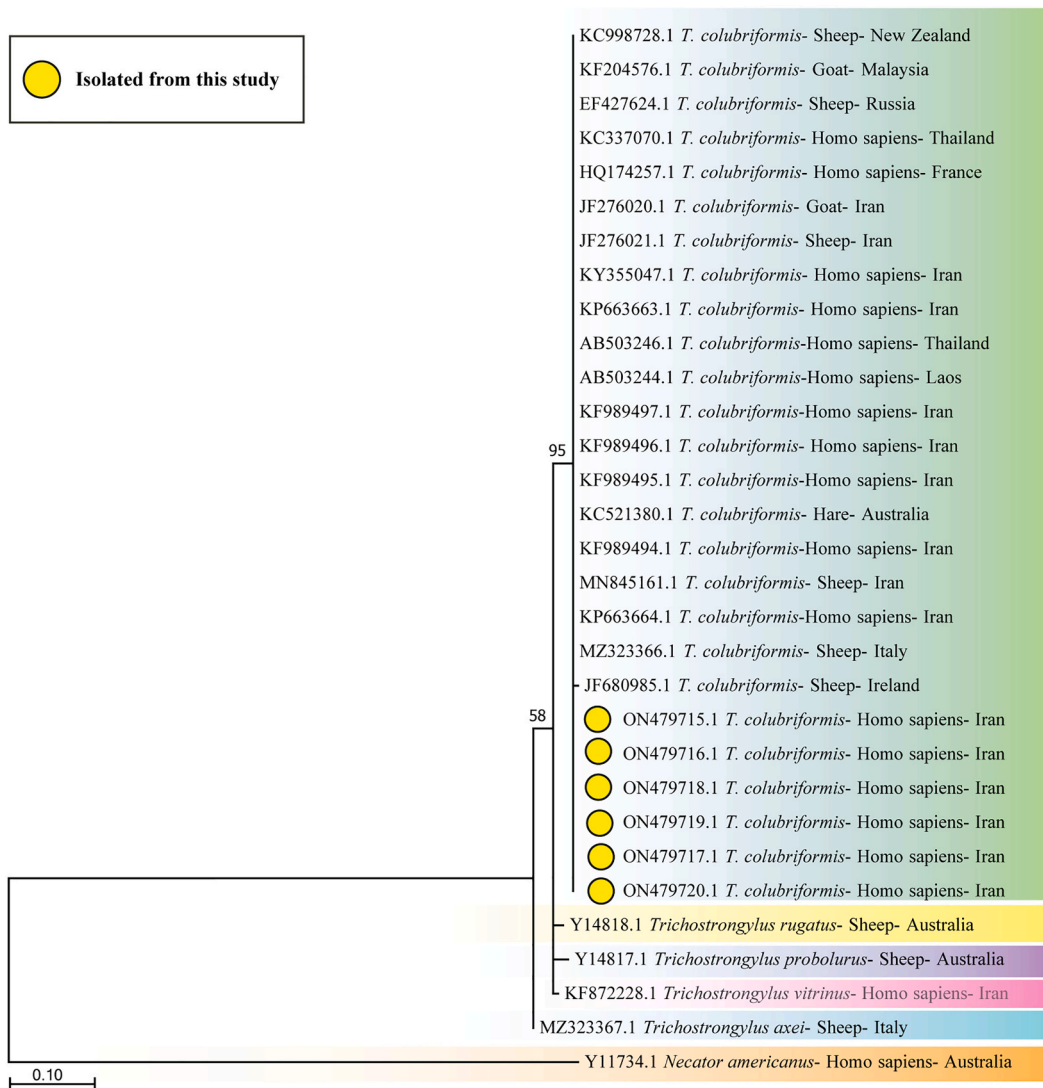 Isolated from this study
KC998728.1 T. colubriformis- Sheep- New Zealand
KF204576.1 T. colubriformis- Goat- Malaysia
EF427624.1 T. colubriformis- Sheep- Russia
KC337070.1 T. colubriformis- Homo sapiens- Thailand
HQ174257.1 T. colubriformis- Homo sapiens- France
JF276020.1 T. colubriformis- Goat- Iran
JF276021.1 T. colubriformis- Sheep- Iran
KY355047.1 T. colubriformis- Homo sapiens- Iran
KP663663.1 T. colubriformis- Homo sapiens- Iran
AB503246.1 T. colubriformis-Homo sapiens- Thailand
AB503244.1 T. colubriformis-Homo sapiens- Laos
KF989497.1 T. colubriformis-Homo sapiens- Iran
KF989496.1 T. colubriformis- Homo sapiens- Iran
95
KF989495.1 T. colubriformis-Homo sapiens- Iran
KC521380.1 T. colubriformis- Hare- Australia
KF989494.1 T. colubriformis-Homo sapiens- Iran
MN845161.1 T. colubriformis- Sheep- Iran
KP663664.1 T. colubriformis-Homo sapiens- Iran
MZ323366.1 T. colubriformis- Sheep- Italy
JF680985.1 T. colubriformis- Sheep- Ireland
58
ON479715.1 T. colubriformis- Homo sapiens- Iran
ON479716.1 T. colubriformis- Homo sapiens- Iran
ON479718.1 T. colubriformis- Homo sapiens- Iran
ON479719.1 T. colubriformis- Homo sapiens- Iran
ON479717.1 T. colubriformis- Homo sapiens- Iran
ON479720.1 T. colubriformis- Homo sapiens- Iran
Y14818.1 Trichostrongylus rugatus- Sheep- Australia
Y14817.1 Trichostrongylus probolurus- Sheep- Australia
KF872228.1 Trichostrongylus vitrinus- Homo sapiens- Iran
MZ323367.1 Trichostrongylus axei- Sheep- Italy
Y11734.1 Necator americanus- Homo sapiens- Australia
0.10